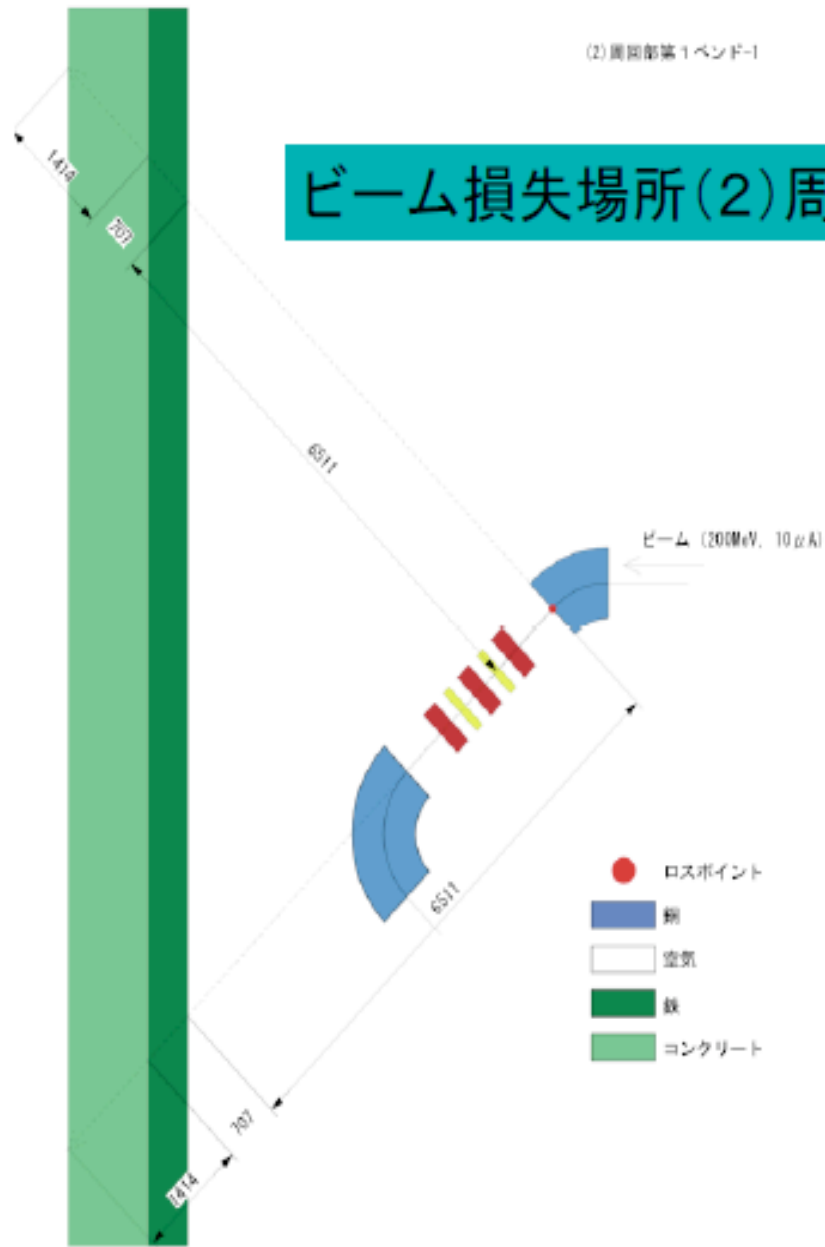 (2)周回部第1ベンド-1
ビーム損失場所(2)周
1414
707
6511
ビーム (200MeV, 10μA)
6511
ロスポイント
銅
空気
鉄
コンクリート
707
1414